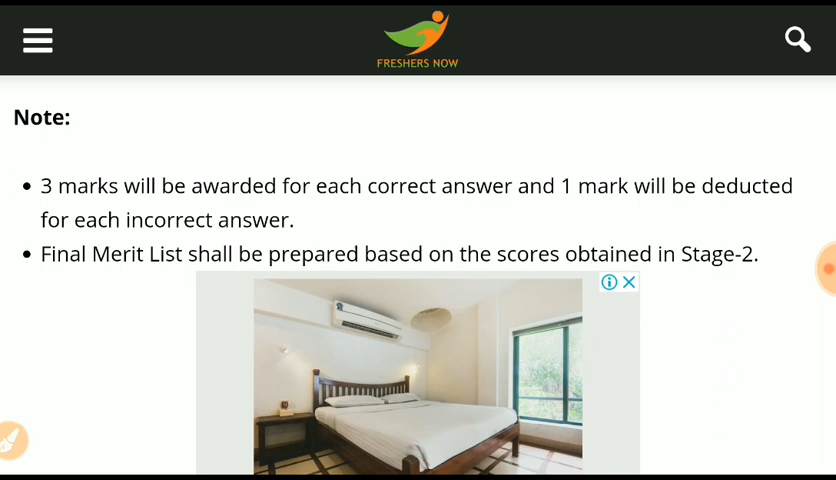 FRESHERS NOW
Note:
• 3 marks will be awarded for each correct answer and 1 mark will be deducted
for each incorrect answer.
• Final Merit List shall be prepared based on the scores obtained in Stage-2.